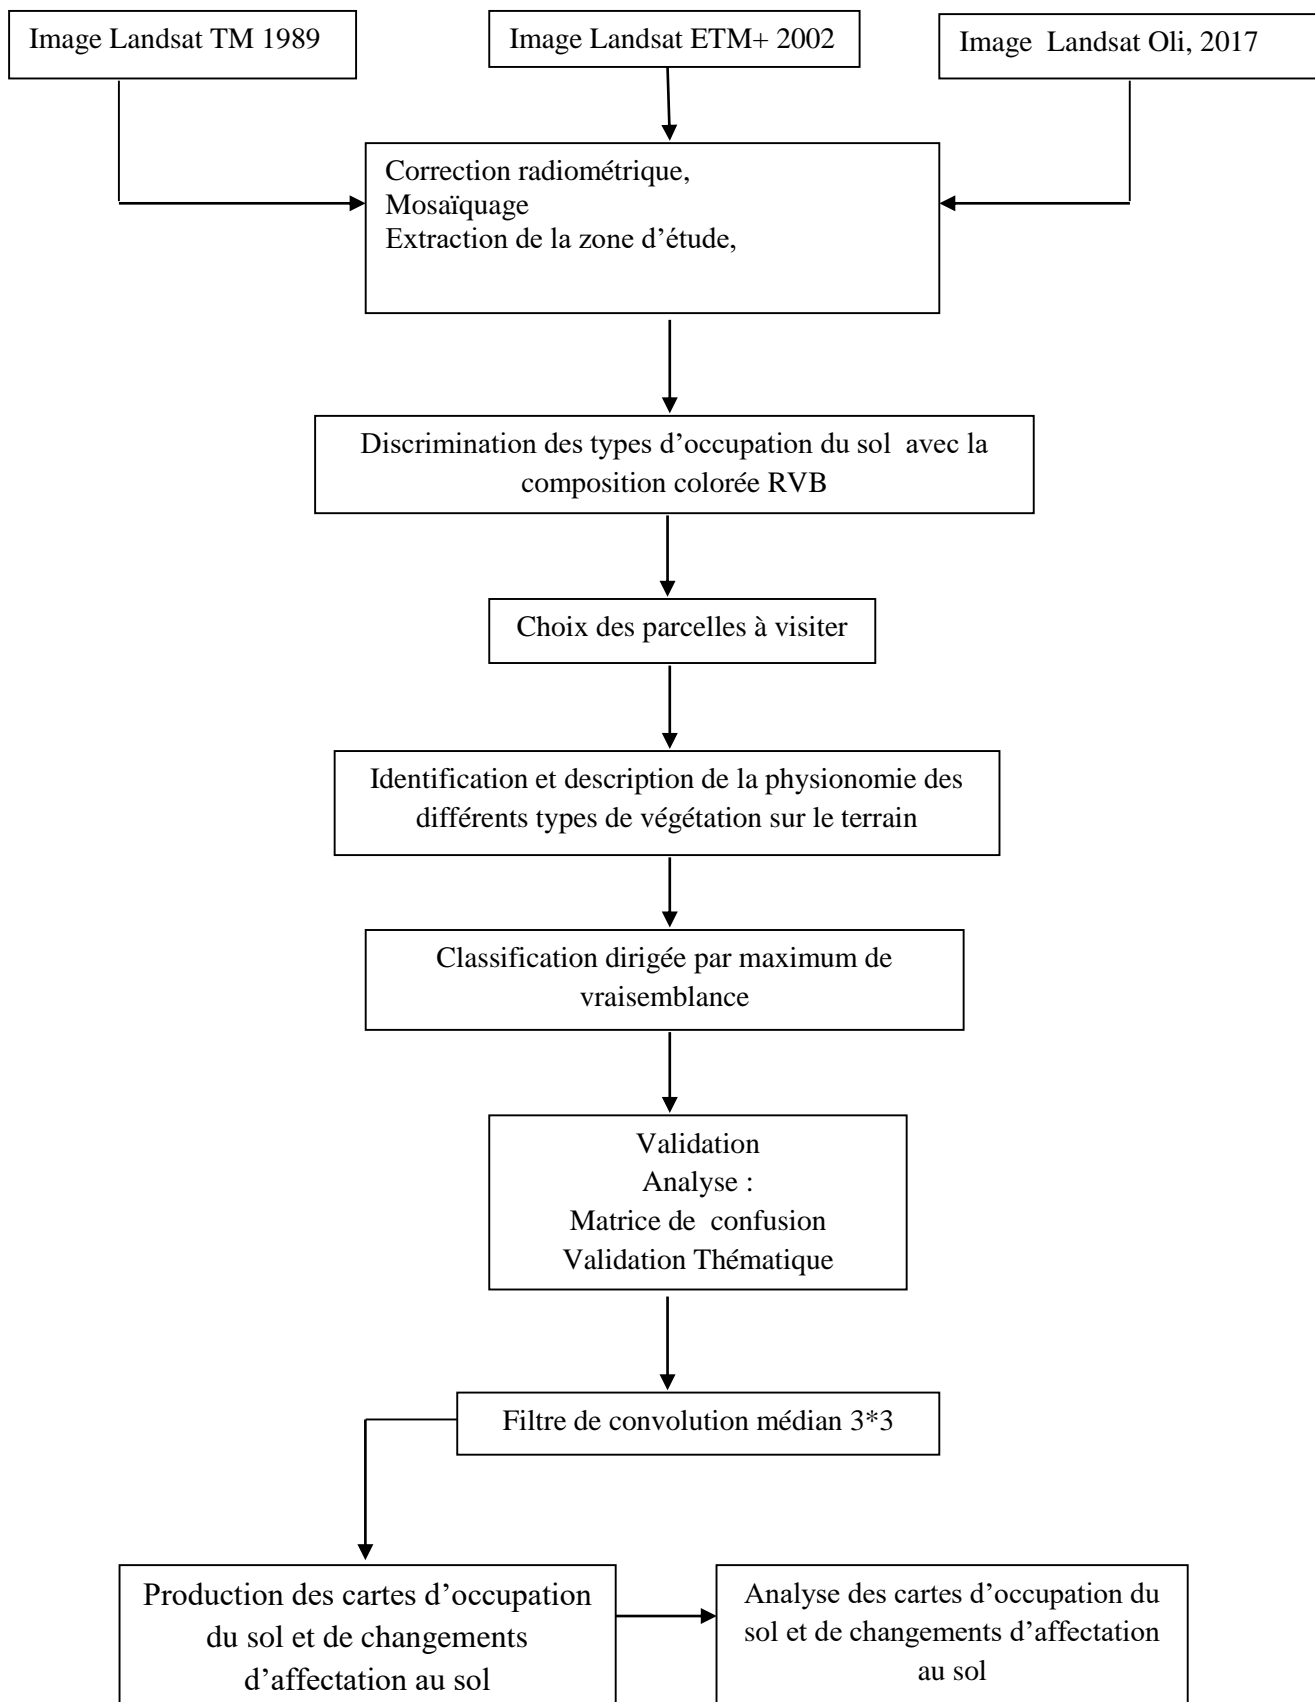 Image Landsat TM 1989
Image Landsat ETM+ 2002
Image Landsat Oli, 2017
Correction radiométrique,
Mosaïquage
Extraction de la zone d’étude,
Discrimination des types d’occupation du sol avec la
composition colorée RVB
Choix des parcelles à visiter
Identification et description de la physionomie des
différents types de végétation sur le terrain
Classification dirigée par maximum de
vraisemblance
Validation
Analyse :
Matrice de confusion
Validation Thématique
Filtre de convolution médian 3*3
Production des cartes d’occupation
du sol et de changements
d’affectation au sol
Analyse des cartes d’occupation du
sol et de changements d’affectation
au sol